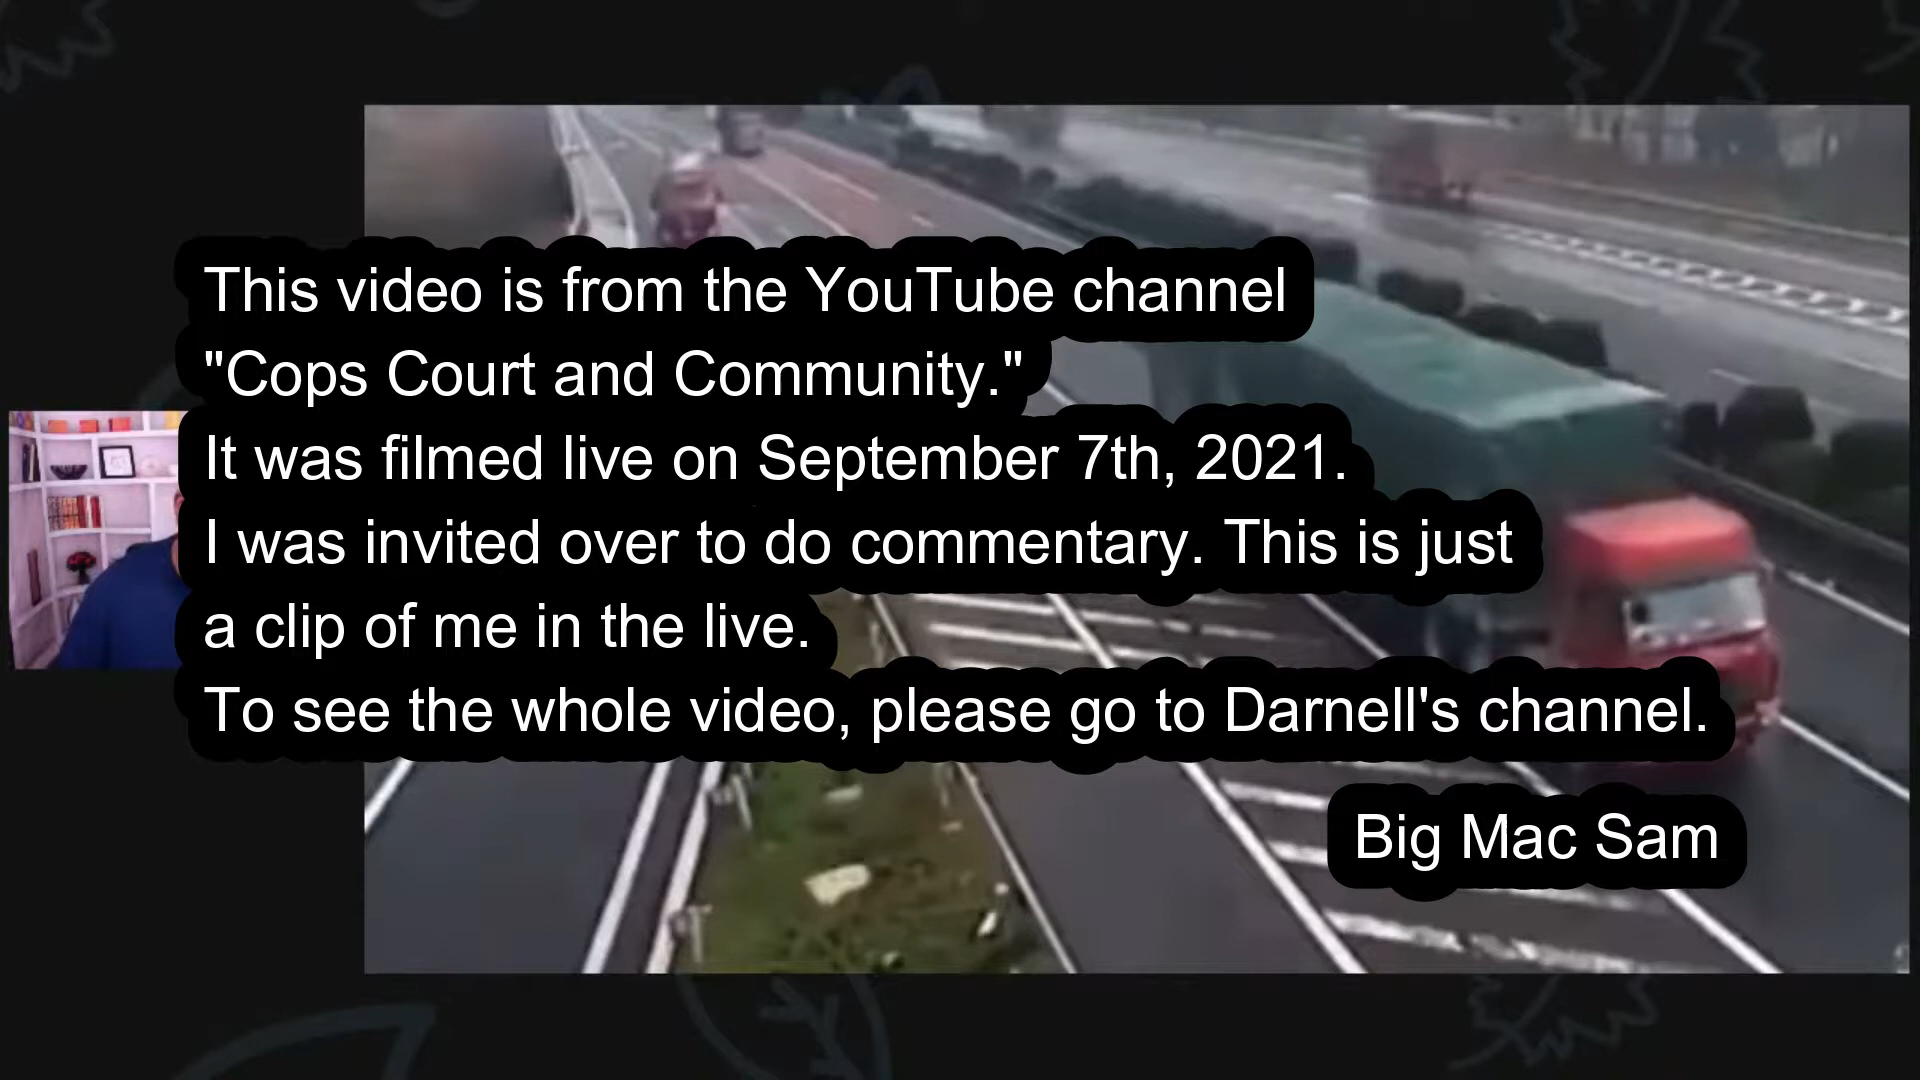 This video is from the YouTube channel
"Cops Court and Community."
It was filmed live on September 7th, 2021.
I was invited over to do commentary. This is just
a clip of me in the live.
To see the whole video, please go to Darnell's channel.
Big Mac Sam